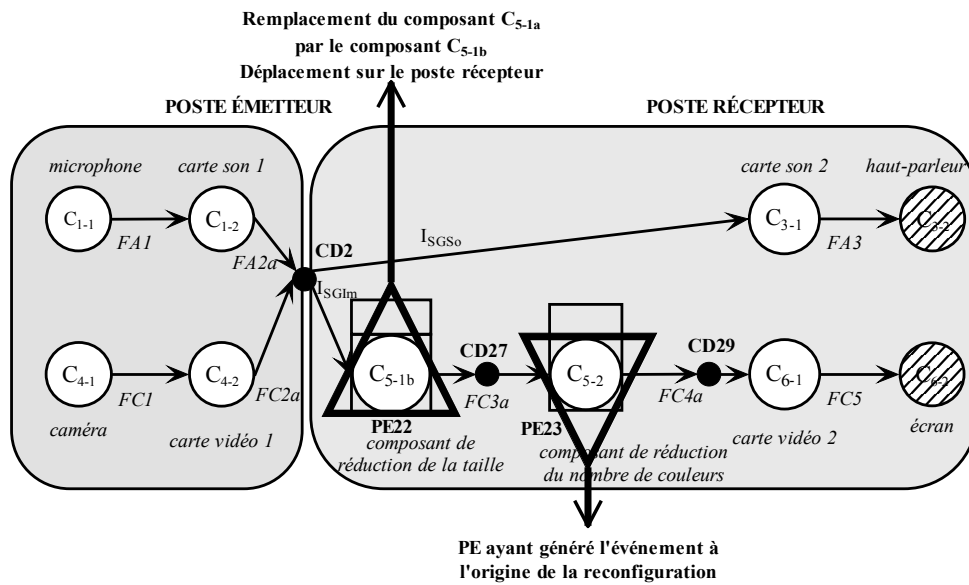 Remplacement du composant C5-1a
par le composant C5-1b
Déplacement sur le poste récepteur
POSTE ÉMETTEUR
POSTE RÉCEPTEUR
microphone
carte son 1
carte son 2
haut-parleur
C1-1
C1-2
C3-1
C3-2
FA1
FA2a
CD2
ISGSo
FA3
ISGIm
C4-1
C4-2
C5-1b
CD27
C5-2
CD29
C6-1
C6-2
FC1
FC2a
FC3a
FC4a
FC5
caméra
carte vidéo 1
PE22
PE23
carte vidéo 2
écran
composant de
réduction de la taille
composant de réduction
du nombre de couleurs
PE ayant généré l'événement à
l'origine de la reconfiguration